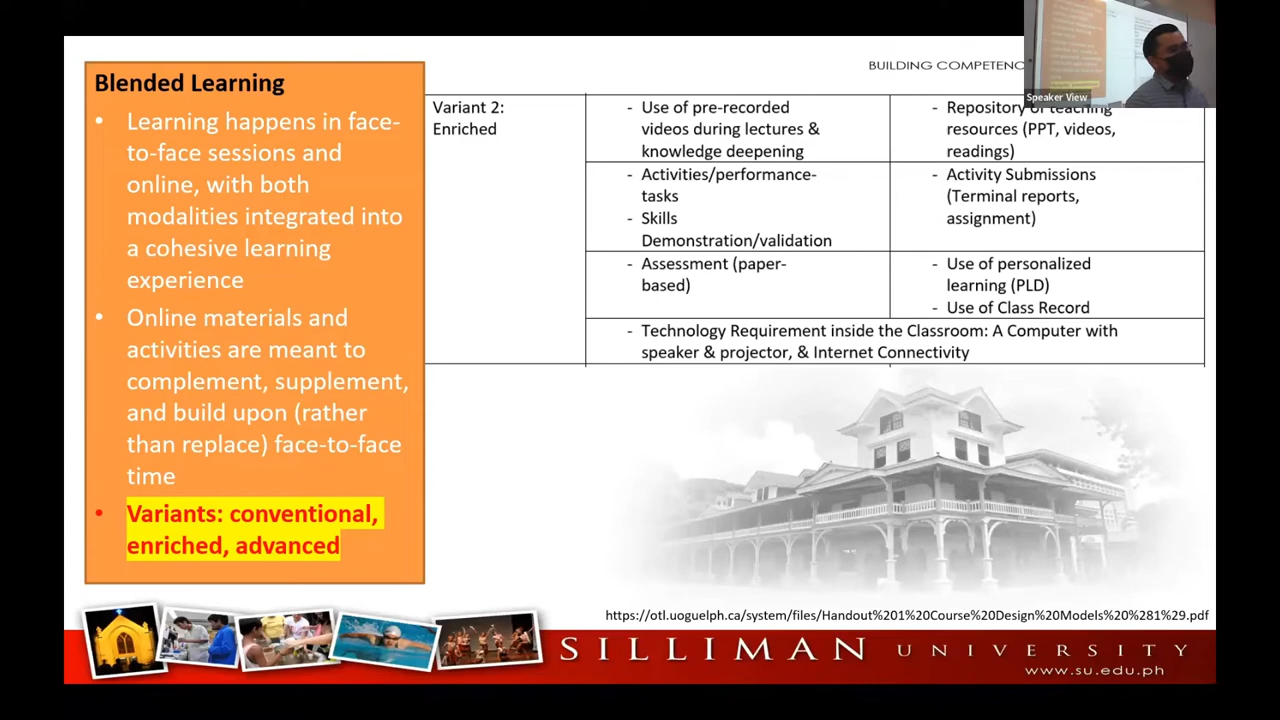 BUILDING COMPETENC
Speaker View
Blended Learning
• Learning happens in face-
to-face sessions and
online, with both
modalities integrated into
a cohesive learning
experience
• Online materials and
activities are meant to
complement, supplement,
and build upon (rather
than replace) face-to-face
time
• Variants: conventional,
enriched, advanced
Variant 2:
Enriched
- Use of pre-recorded
videos during lectures &
knowledge deepening
- Repository of teaching
resources (PPT, videos,
readings)
- Activities/performance-
tasks
- Skills
Demonstration/validation
- Activity Submissions
(Terminal reports,
assignment)
- Assessment (paper-
based)
- Use of personalized
learning (PLD)
- Use of Class Record
- Technology Requirement inside the Classroom: A Computer with
speaker & projector, & Internet Connectivity
https://otl.uoguelph.ca/system/files/Handout%201%20Course%20Design%20Models%20%281%29.pdf
SILLIMAN UNIVERSITY
www.su.edu.ph